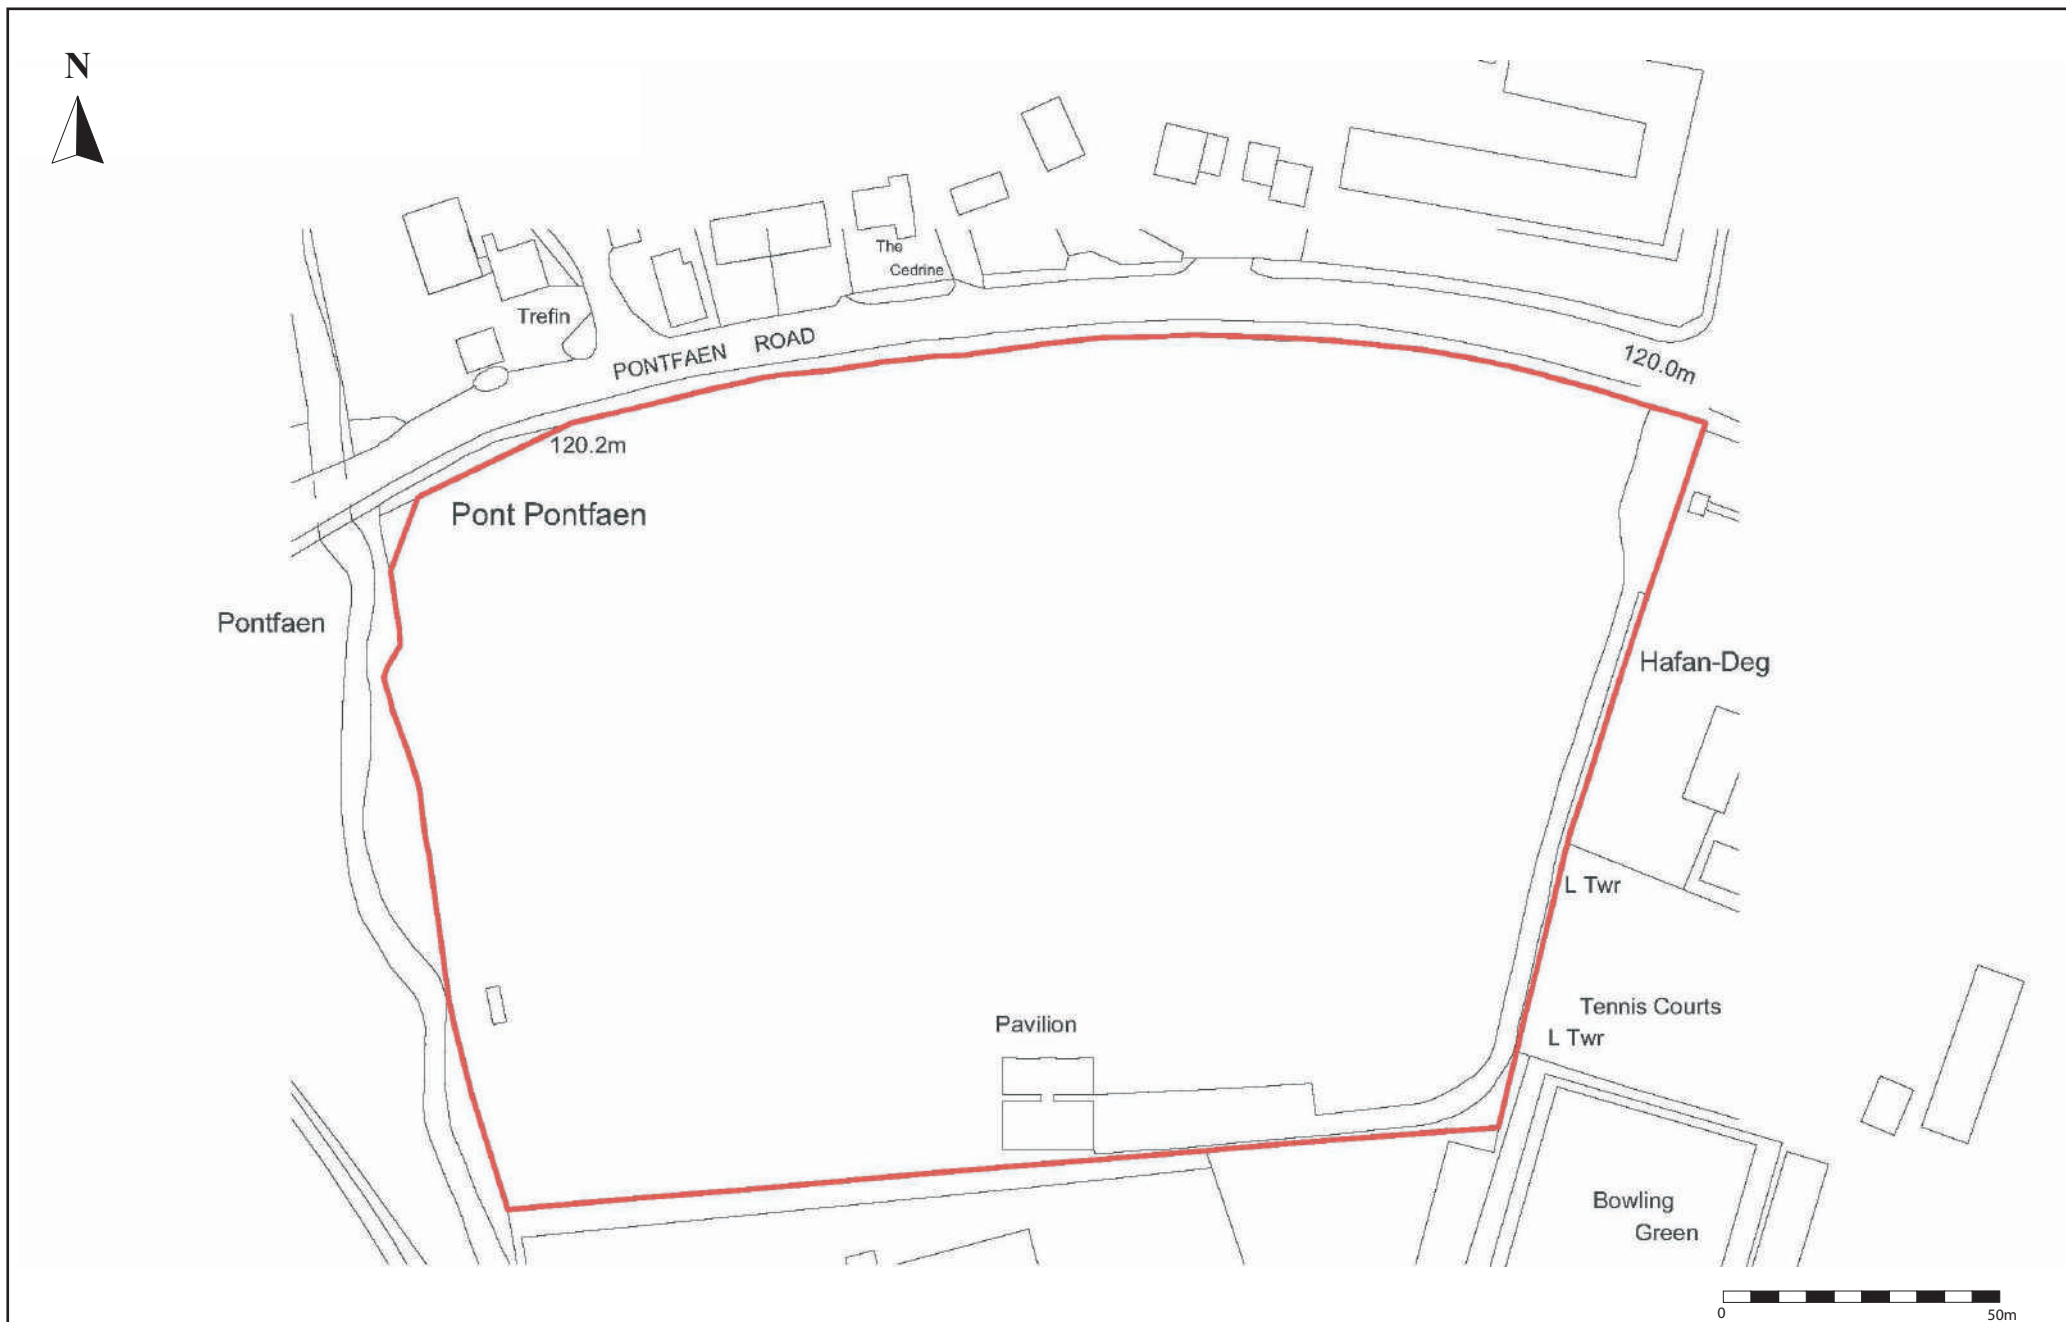 N
The
Cedrine
Trefin
PONTFAEN ROAD
120.0m
120.2m
Pont Pontfaen
Pontfaen
Hafan-Deg
L Twr
Tennis Courts
Pavilion
L Twr
Bowling
Green
0 50m